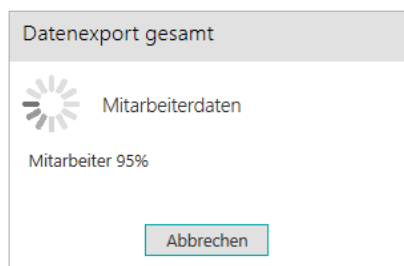 Datenexport gesamt
Mitarbeiterdaten
Mitarbeiter 95%
Abbrechen